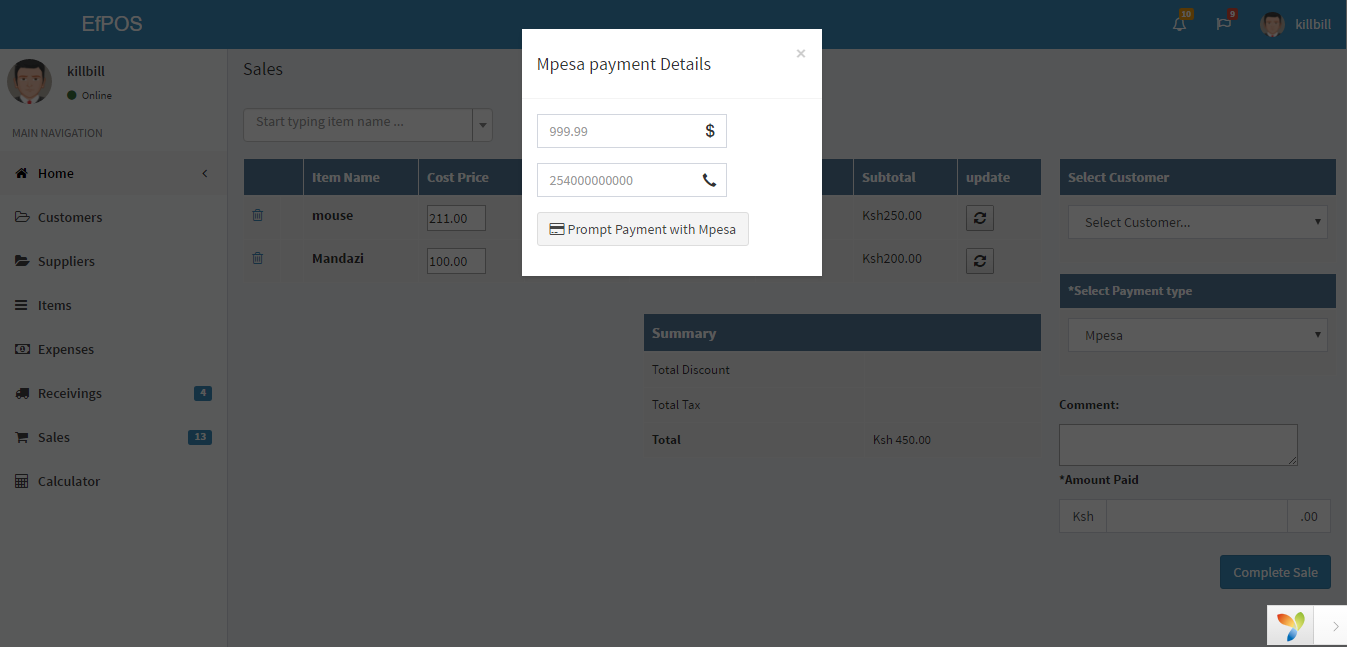 EfPOS
10
9
killbill
killbill
Online
MAIN NAVIGATION
Home
Customers
Suppliers
Items
Expenses
Receivings 4
Sales 13
Calculator
Sales
Start typing item name ...
Item Name Cost Price Subtotal update
mouse 211.00 Ksh250.00
Mandazi 100.00 Ksh200.00
Summary
Total Discount
Total Tax
Total Ksh 450.00
Mpesa payment Details
×
999.99 $
254000000000
Prompt Payment with Mpesa
Select Customer
Select Customer...
*Select Payment type
Mpesa
Comment:
*Amount Paid
Ksh .00
Complete Sale